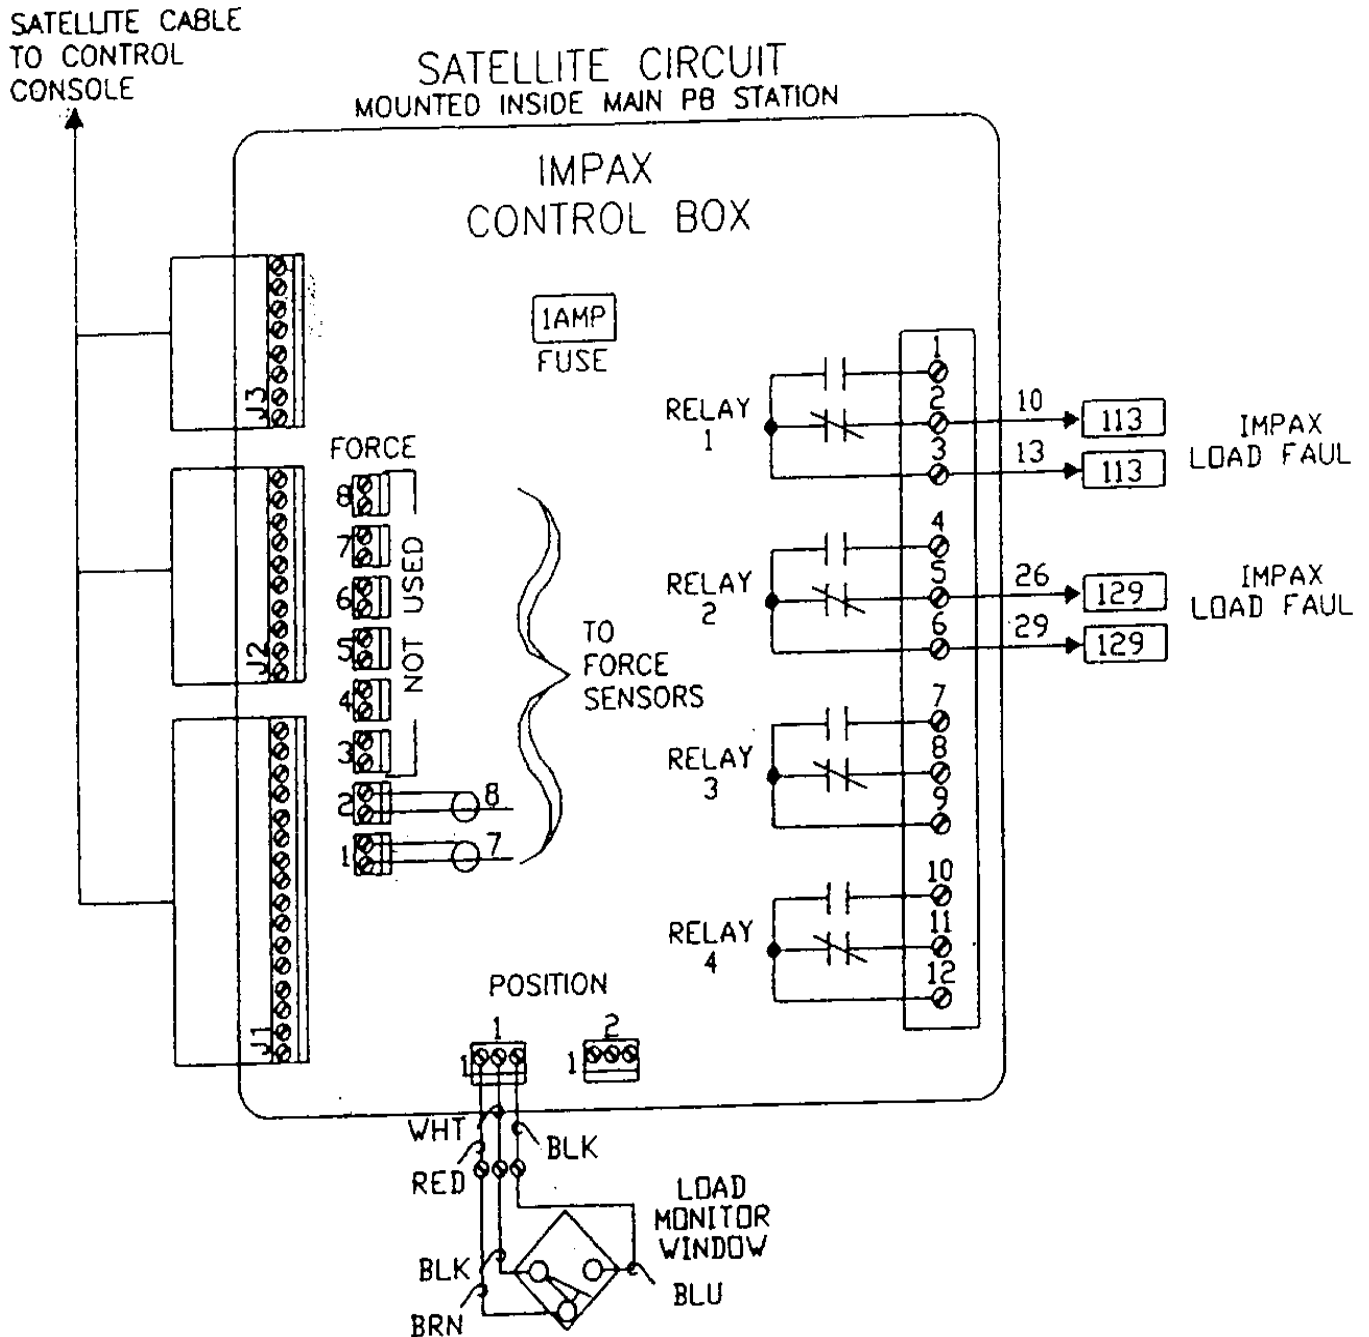 SATELLITE CABLE
TO CONTROL
CONSOLE
SATELLITE CIRCUIT
MOUNTED INSIDE MAIN PB STATION
IMPAX
CONTROL BOX
1AMP
FUSE
J3
J2
J1
FORCE
8
7
6
5
4
3
2
1
NOT USED
8
7
TO
FORCE
SENSORS
RELAY
1
RELAY
2
RELAY
3
RELAY
4
1
2
3
4
5
6
7
8
9
10
11
12
10
113
13
113
IMPAX
LOAD FAUL
26
129
29
129
IMPAX
LOAD FAUL
POSITION
1
2
1
1
WHT
BLK
RED
LOAD
MONITOR
WINDOW
BLK
BLU
BRN